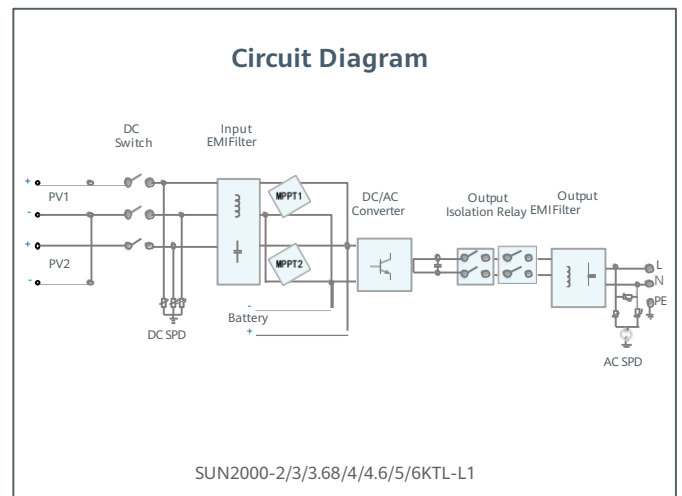 Circuit Diagram
DC
Switch
Input
EMIFilter
+
PV1
-
+
PV2
-
MPPT1
MPPT2
DC/AC
Converter
Output
Isolation Relay
Output
EMIFilter
L
N
PE
-
Battery
+
DC SPD
AC SPD
SUN2000-2/3/3.68/4/4.6/5/6KTL-L1